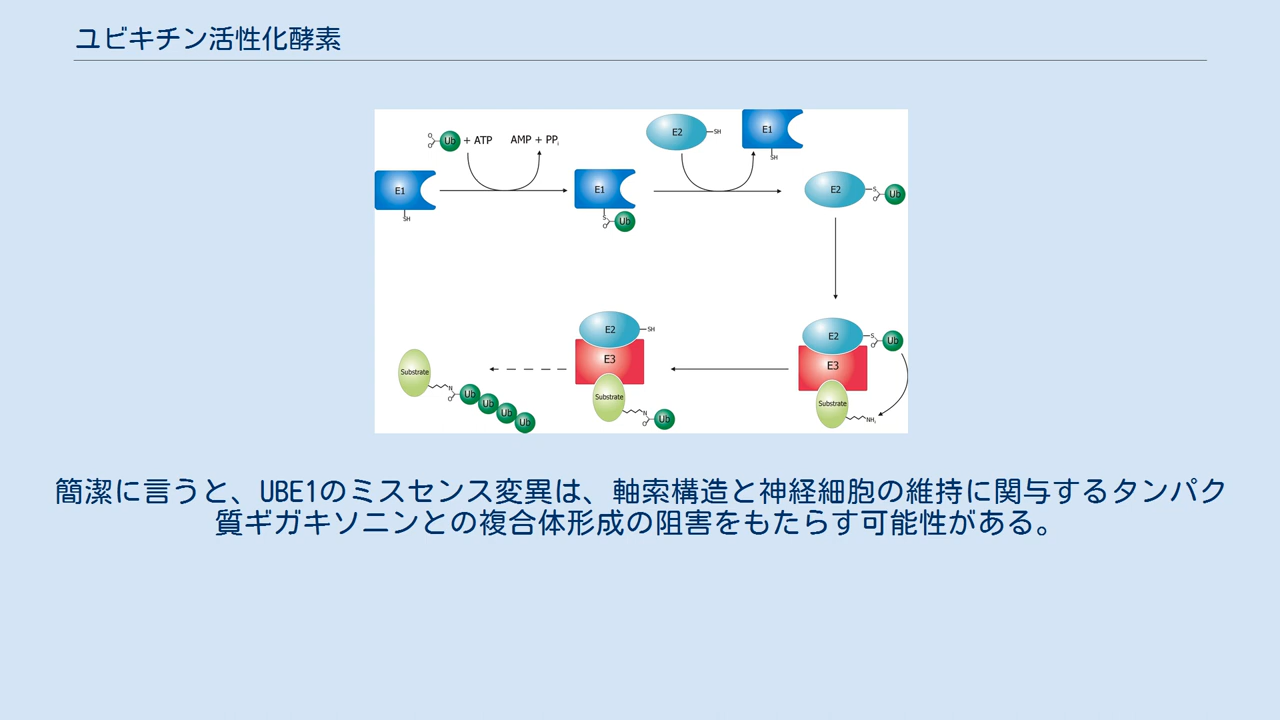 ユビキチン活性化酵素
Ub + ATP
AMP + PPi
E2
SH
E1
SH
E1
SH
E1
S
O
Ub
E2
S
O
Ub
E2
SH
E3
Substrate
N
O
Ub
E2
S
O
Ub
E3
Substrate
NH₂
Substrate
N
O
Ub
Ub
Ub
Ub
簡潔に言うと、UBE1のミスセンス変異は、軸索構造と神経細胞の維持に関与するタンパク
質ギガキソニンとの複合体形成の阻害をもたらす可能性がある。